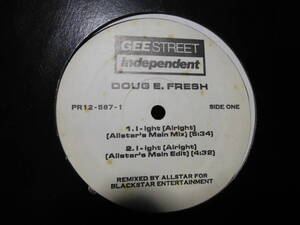 GEE STREET
Independent
DOUG E. FRESH
PR12-587-1
SIDE ONE
1. I-ight (Alright)
(Allstar's Main Mix) (5:34)
2. I-ight (Alright)
(Allstar's Main Edit) (4:32)
REMIXED BY ALLSTAR FOR
BLACKSTAR ENTERTAINMENT